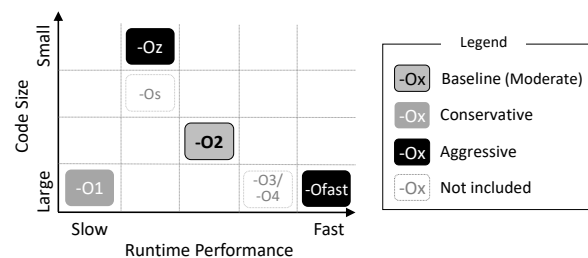 Small
-Oz
-Os
Code Size
-O2
Large
-O1
-O3/
-O4
-Ofast
Slow
Fast
Runtime Performance
Legend
-Ox Baseline (Moderate)
-Ox Conservative
-Ox Aggressive
-Ox Not included